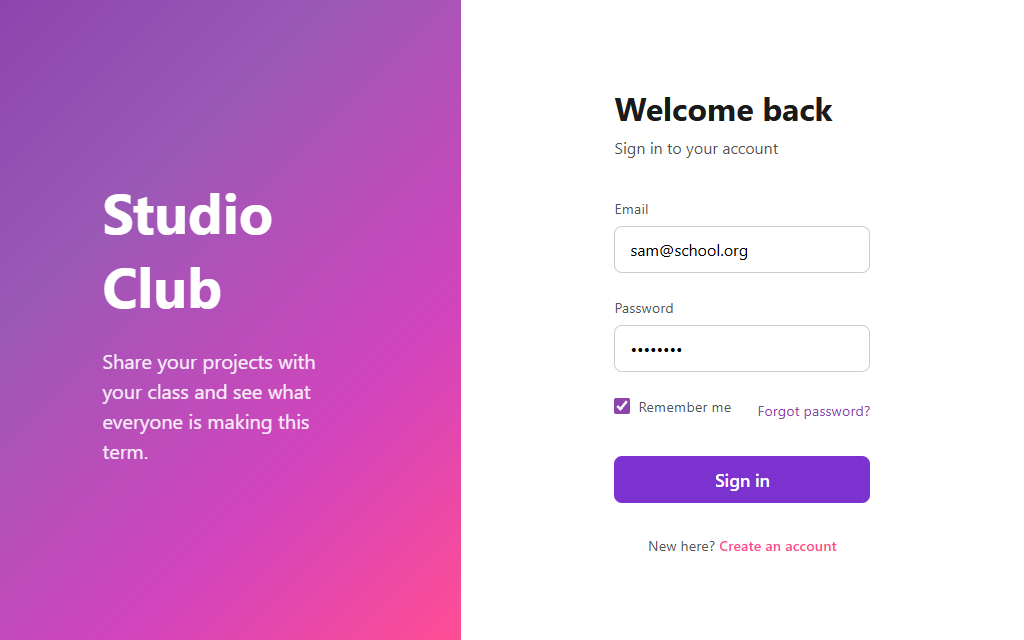 Studio
Club
Share your projects with
your class and see what
everyone is making this
term.
Welcome back
Sign in to your account
Email
sam@school.org
Password
••••••••
Remember me
Forgot password?
Sign in
New here? Create an account